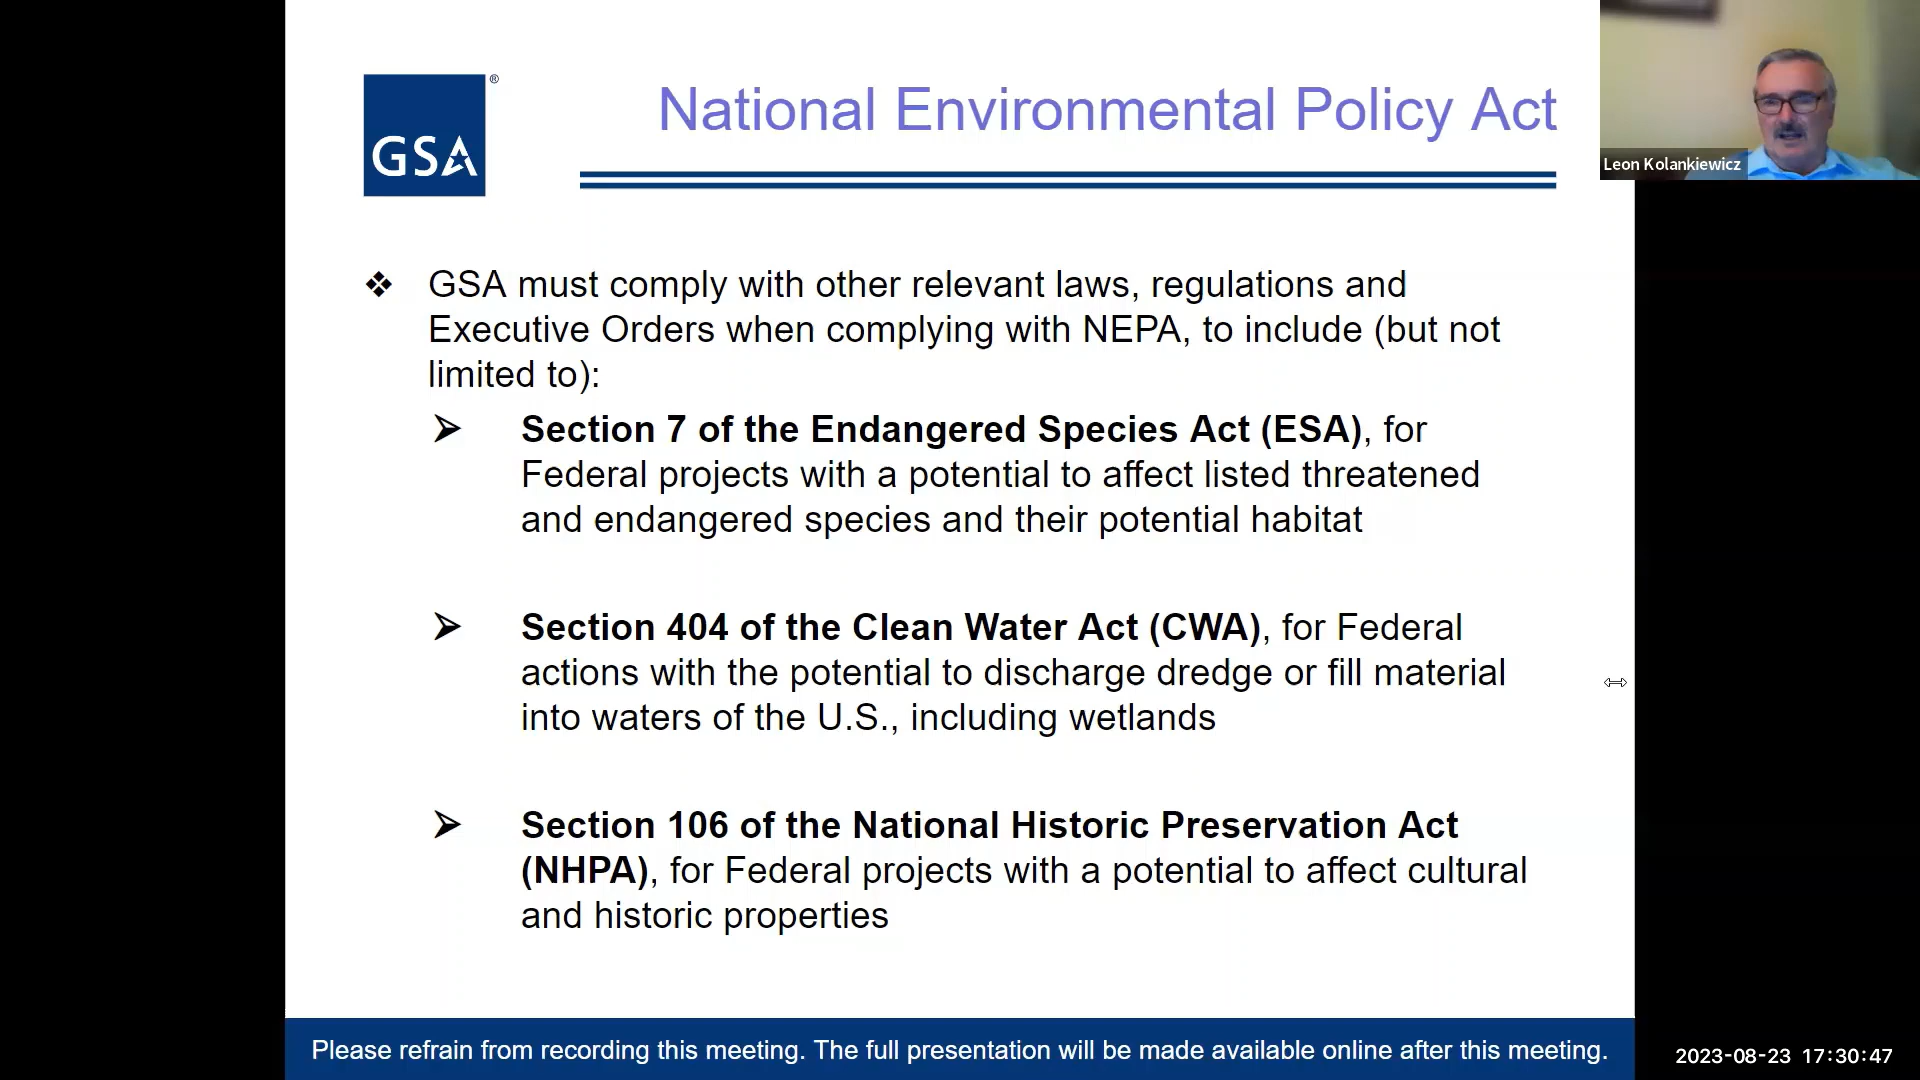 GSA
®
National Environmental Policy Act
Leon Kolankiewicz
❖ GSA must comply with other relevant laws, regulations and
Executive Orders when complying with NEPA, to include (but not
limited to):
➢ Section 7 of the Endangered Species Act (ESA), for
Federal projects with a potential to affect listed threatened
and endangered species and their potential habitat
➢ Section 404 of the Clean Water Act (CWA), for Federal
actions with the potential to discharge dredge or fill material
into waters of the U.S., including wetlands
➢ Section 106 of the National Historic Preservation Act
(NHPA), for Federal projects with a potential to affect cultural
and historic properties
Please refrain from recording this meeting. The full presentation will be made available online after this meeting.
2023-08-23 17:30:47